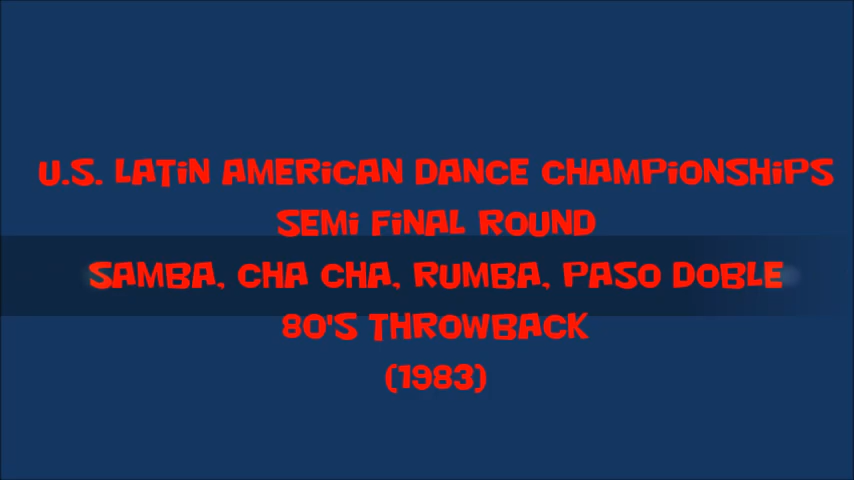 U.S. LATIN AMERICAN DANCE CHAMPIONSHIPS
SEMI FINAL ROUND
SAMBA, CHA CHA, RUMBA, PASO DOBLE
80'S THROWBACK
(1983)